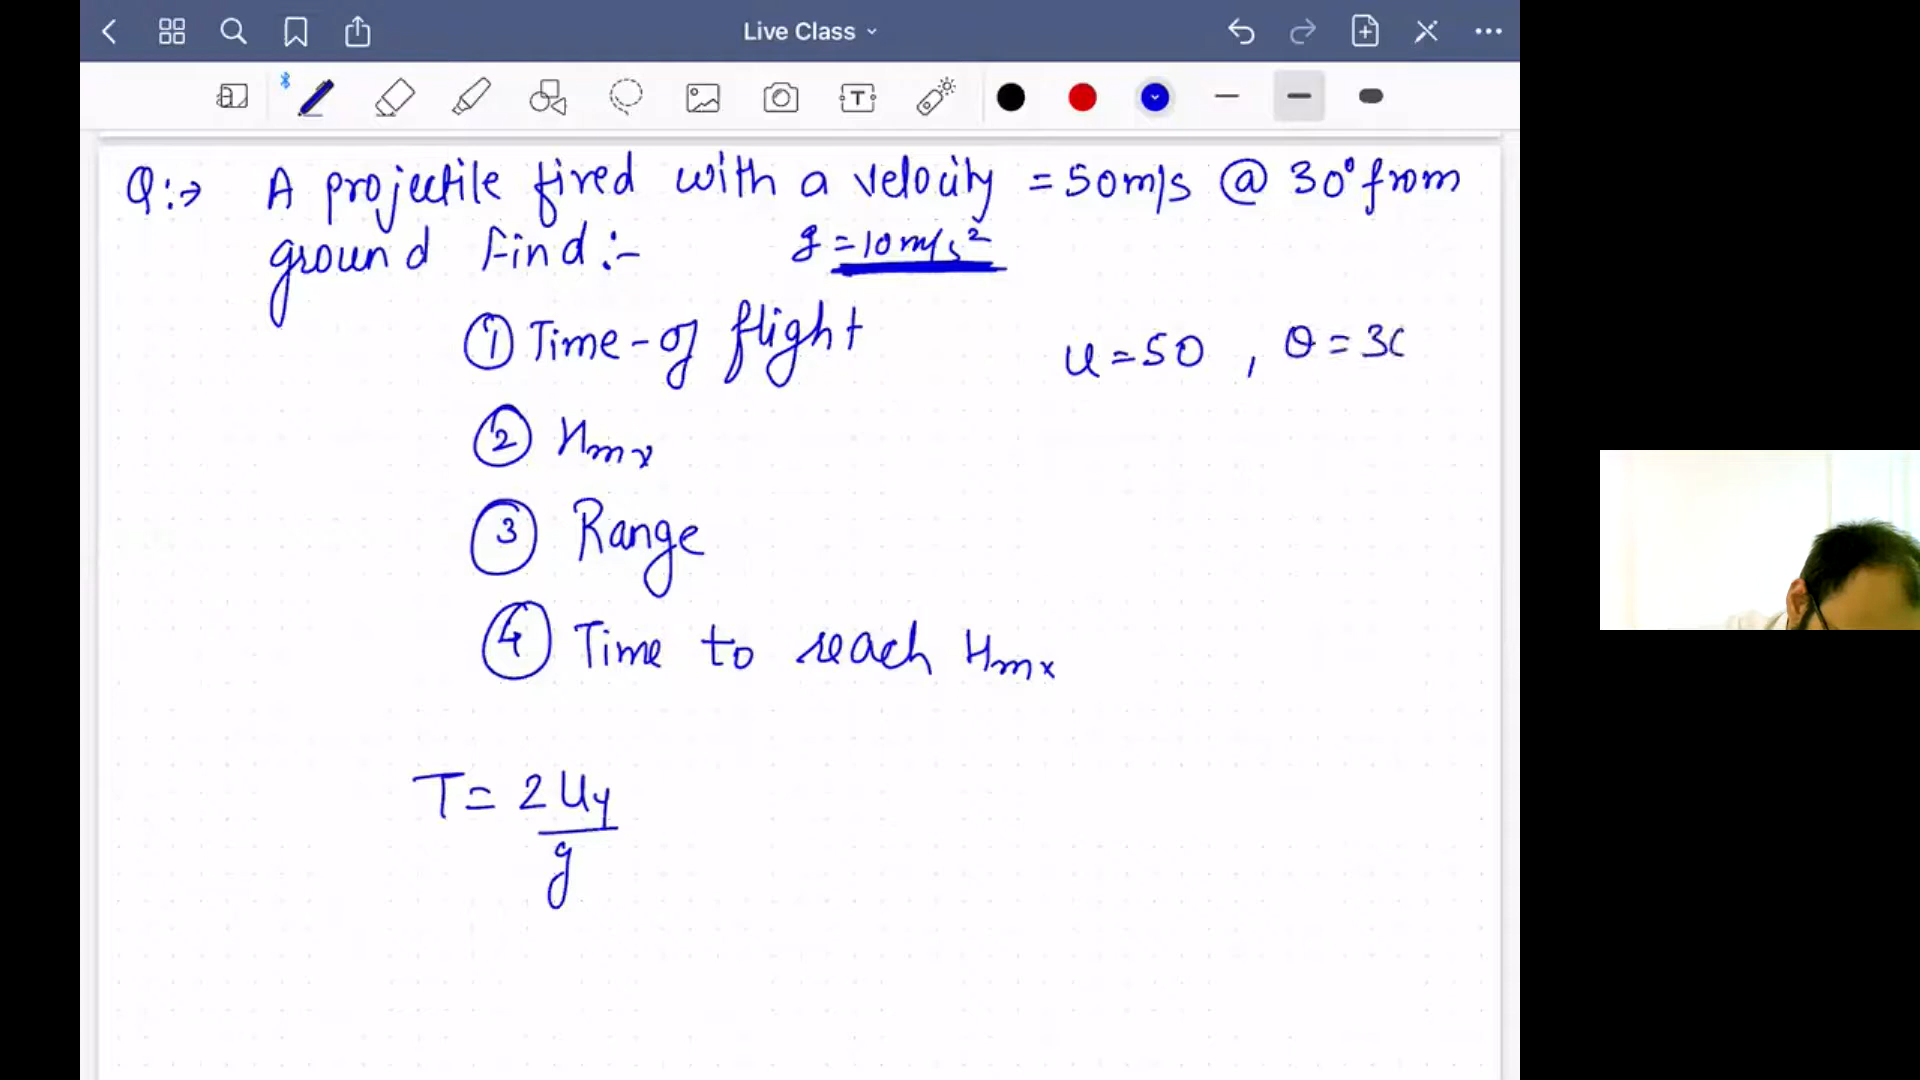 Live Class
Q:→ A projectile fired with a velocity = 50m/s @ 30° from
ground find :-
g = 10 m/s²
① Time-of flight
u = 50 , θ = 30
② Hmx
③ Range
④ Time to reach Hmx
T = 2Uy
g